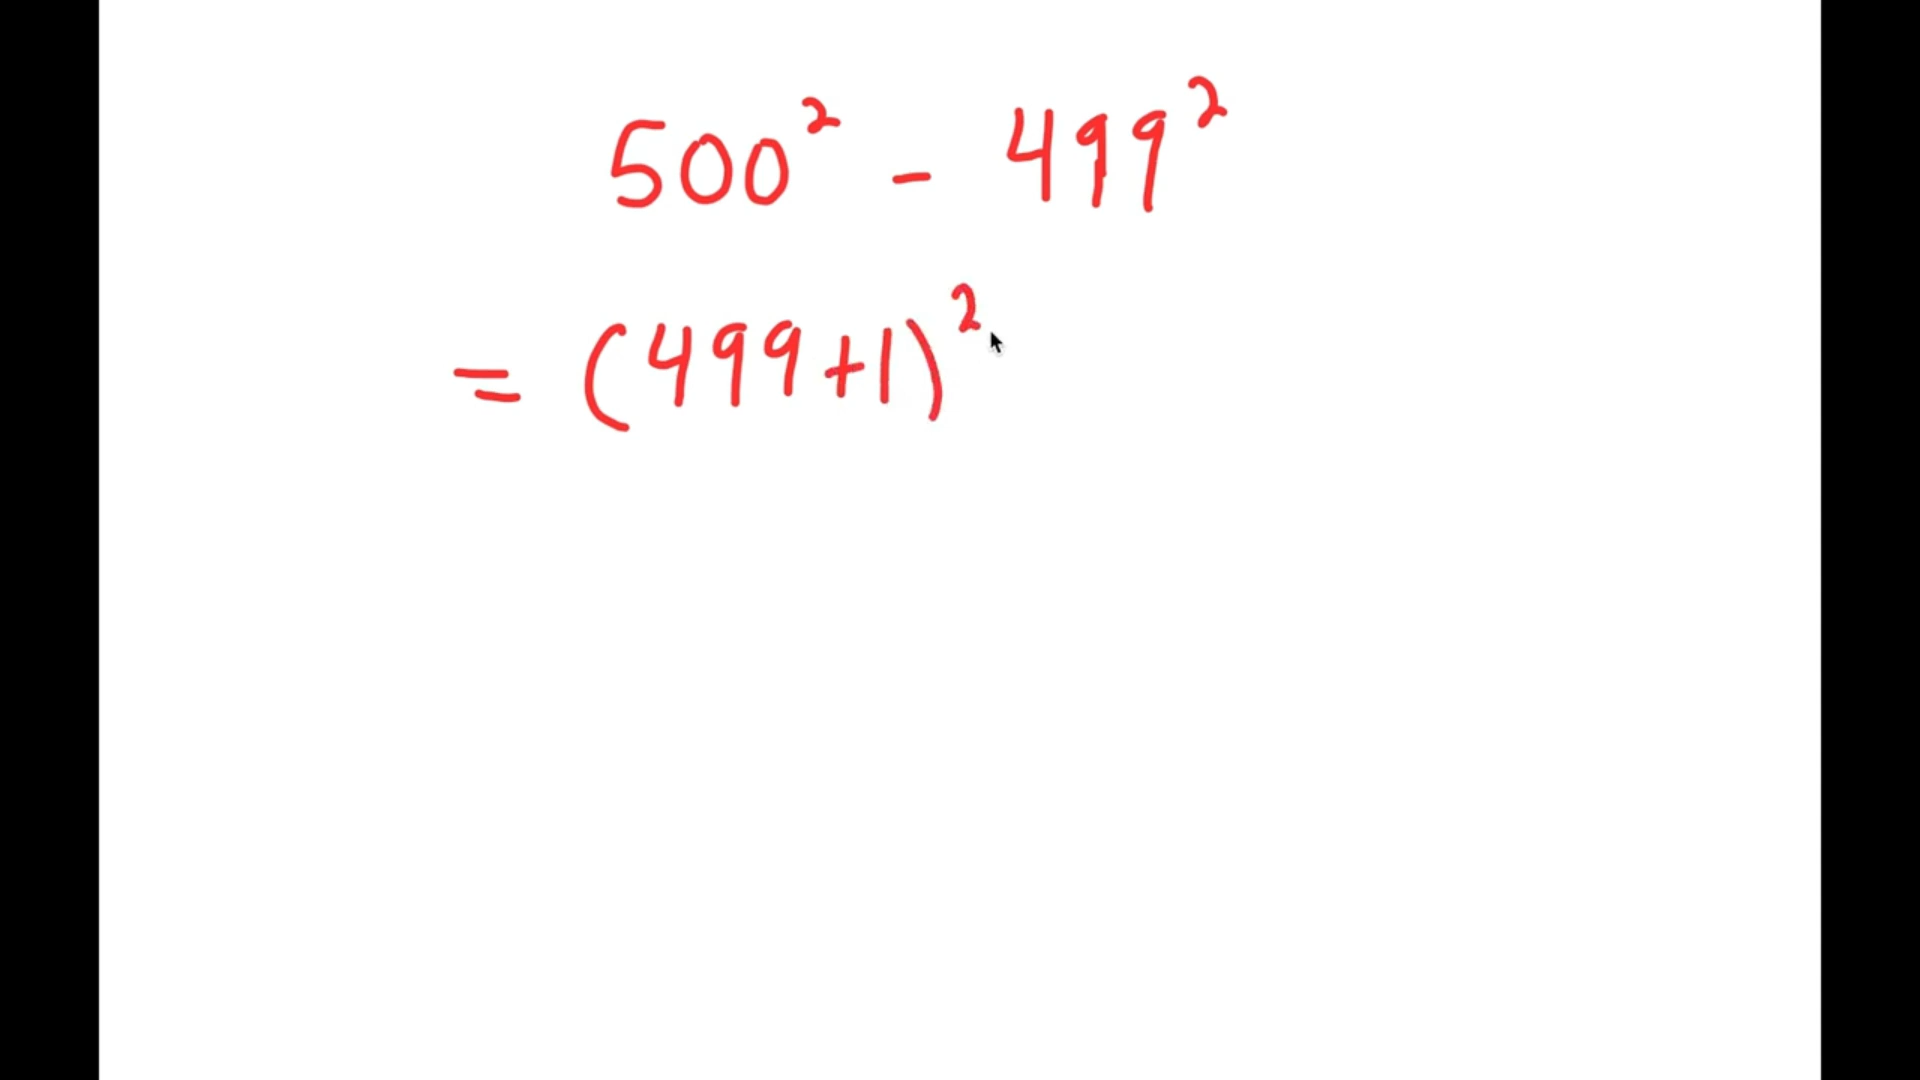 500² - 499²
= (499+1)²